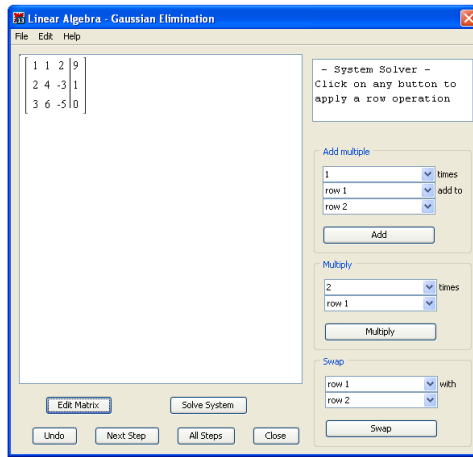 Linear Algebra - Gaussian Elimination
File Edit Help
1 1 2 9
2 4 -3 1
3 6 -5 0
- System Solver -
Click on any button to
apply a row operation
Add multiple
1 times
row 1 add to
row 2
Add
Multiply
2 times
row 1
Multiply
Swap
row 1 with
row 2
Swap
Edit Matrix Solve System
Undo Next Step All Steps Close